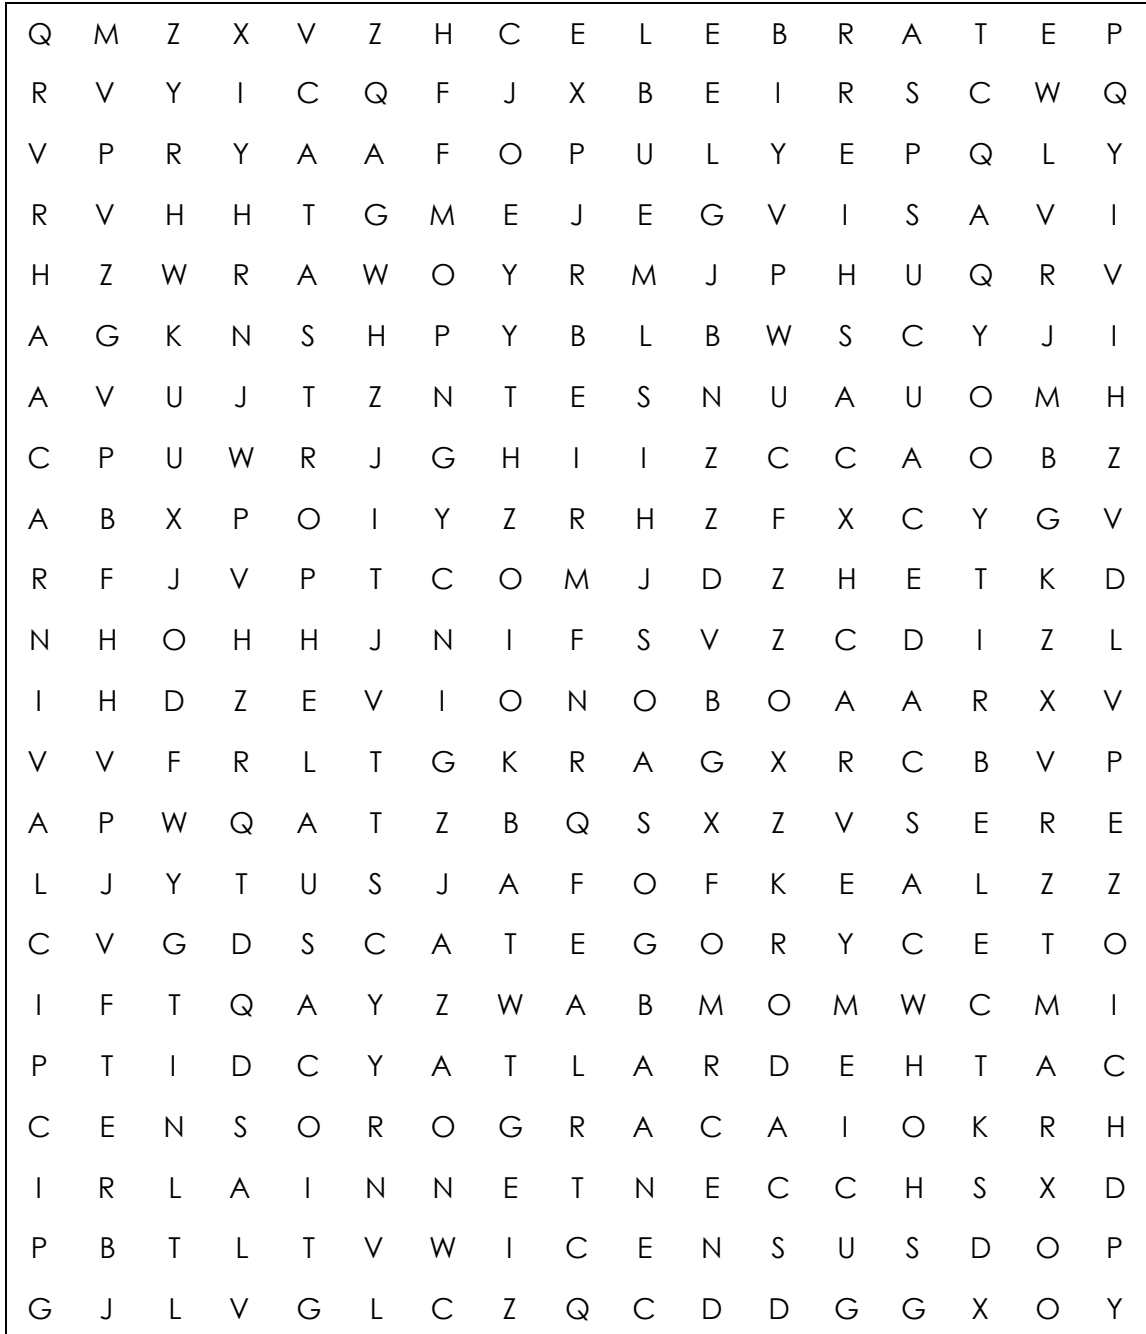 Q M Z X V Z H C E L E B R A T E P
R V Y I C Q F J X B E I R S C W Q
V P R Y A A F O P U L Y E P Q L Y
R V H H T G M E J E G V I S A V I
H Z W R A W O Y R M J P H U Q R V
A G K N S H P Y B L B W S C Y J I
A V U J T Z N T E S N U A U O M H
C P U W R J G H I I Z C C A O B Z
A B X P O I Y Z R H Z F X C Y G V
R F J V P T C O M J D Z H E T K D
N H O H H J N I F S V Z C D I Z L
I H D Z E V I O N O B O A A R X V
V V F R L T G K R A G X R C B V P
A P W Q A T Z B Q S X Z V S E R E
L J Y T U S J A F O F K E A L Z Z
C V G D S C A T E G O R Y C E T O
I F T Q A Y Z W A B M O M W C M I
P T I D C Y A T L A R D E H T A C
C E N S O R O G R A C A I O K R H
I R L A I N N E T N E C C H S X D
P B T L T V W I C E N S U S D O P
G J L V G L C Z Q C D D G G X O Y